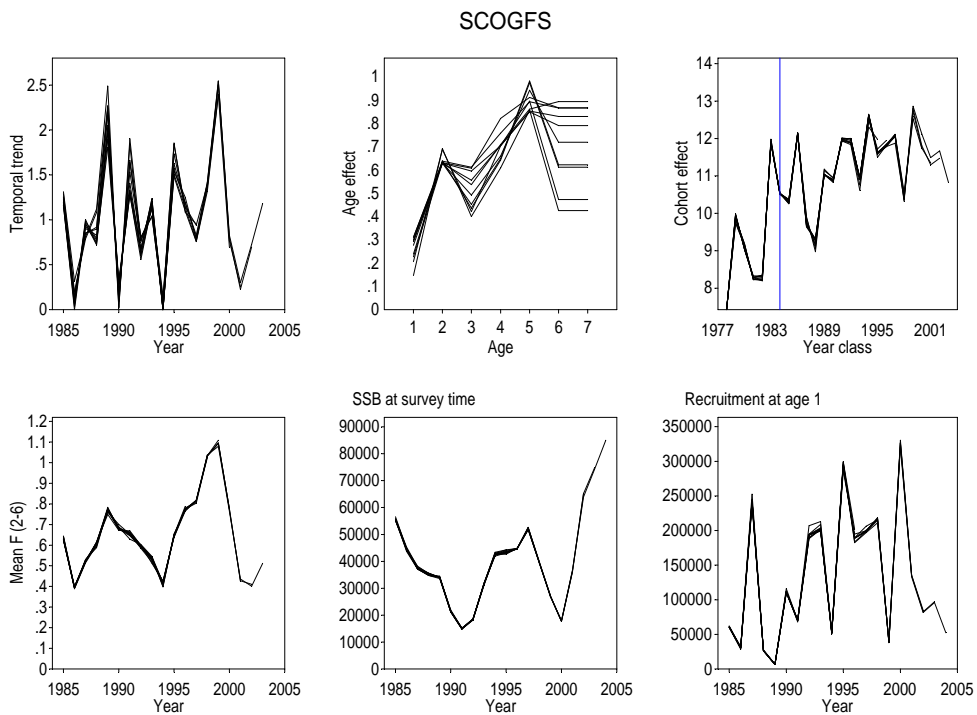 SCOGFS
Temporal trend
2.5
2
1.5
1
.5
0
1985 1990 1995 2000 2005
Year
Age effect
1
.9
.8
.7
.6
.5
.4
.3
.2
.1
0
1 2 3 4 5 6 7
Age
Cohort effect
14
13
12
11
10
9
8
1977 1983 1989 1995 2001
Year class
Mean F (2-6)
1.2
1.1
1
.9
.8
.7
.6
.5
.4
.3
.2
.1
0
1985 1990 1995 2000 2005
Year
SSB at survey time
90000
80000
70000
60000
50000
40000
30000
20000
10000
0
1985 1990 1995 2000 2005
Year
Recruitment at age 1
350000
300000
250000
200000
150000
100000
50000
0
1985 1990 1995 2000 2005
Year